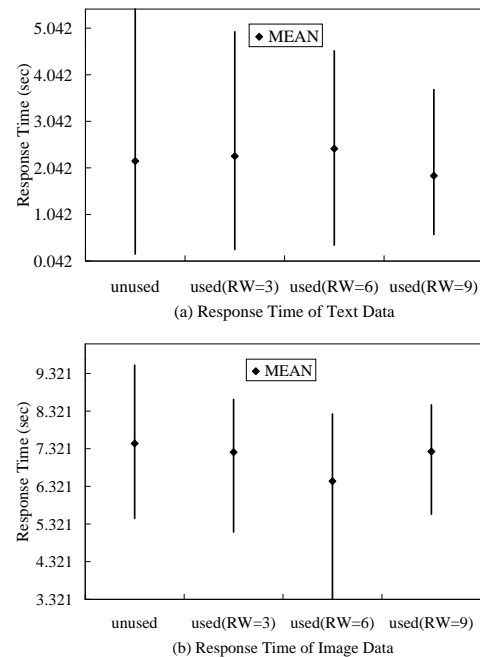 5.042
4.042
3.042
2.042
1.042
0.042
Response Time (sec)
MEAN
unused used(RW=3) used(RW=6) used(RW=9)
(a) Response Time of Text Data
9.321
8.321
7.321
6.321
5.321
4.321
3.321
Response Time (sec)
MEAN
unused used(RW=3) used(RW=6) used(RW=9)
(b) Response Time of Image Data